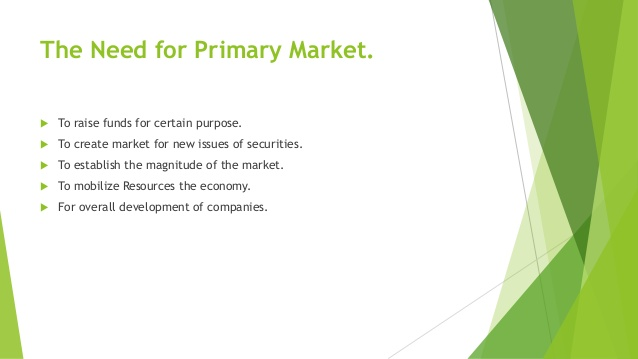 The Need for Primary Market.
To raise funds for certain purpose.
To create market for new issues of securities.
To establish the magnitude of the market.
To mobilize Resources the economy.
For overall development of companies.